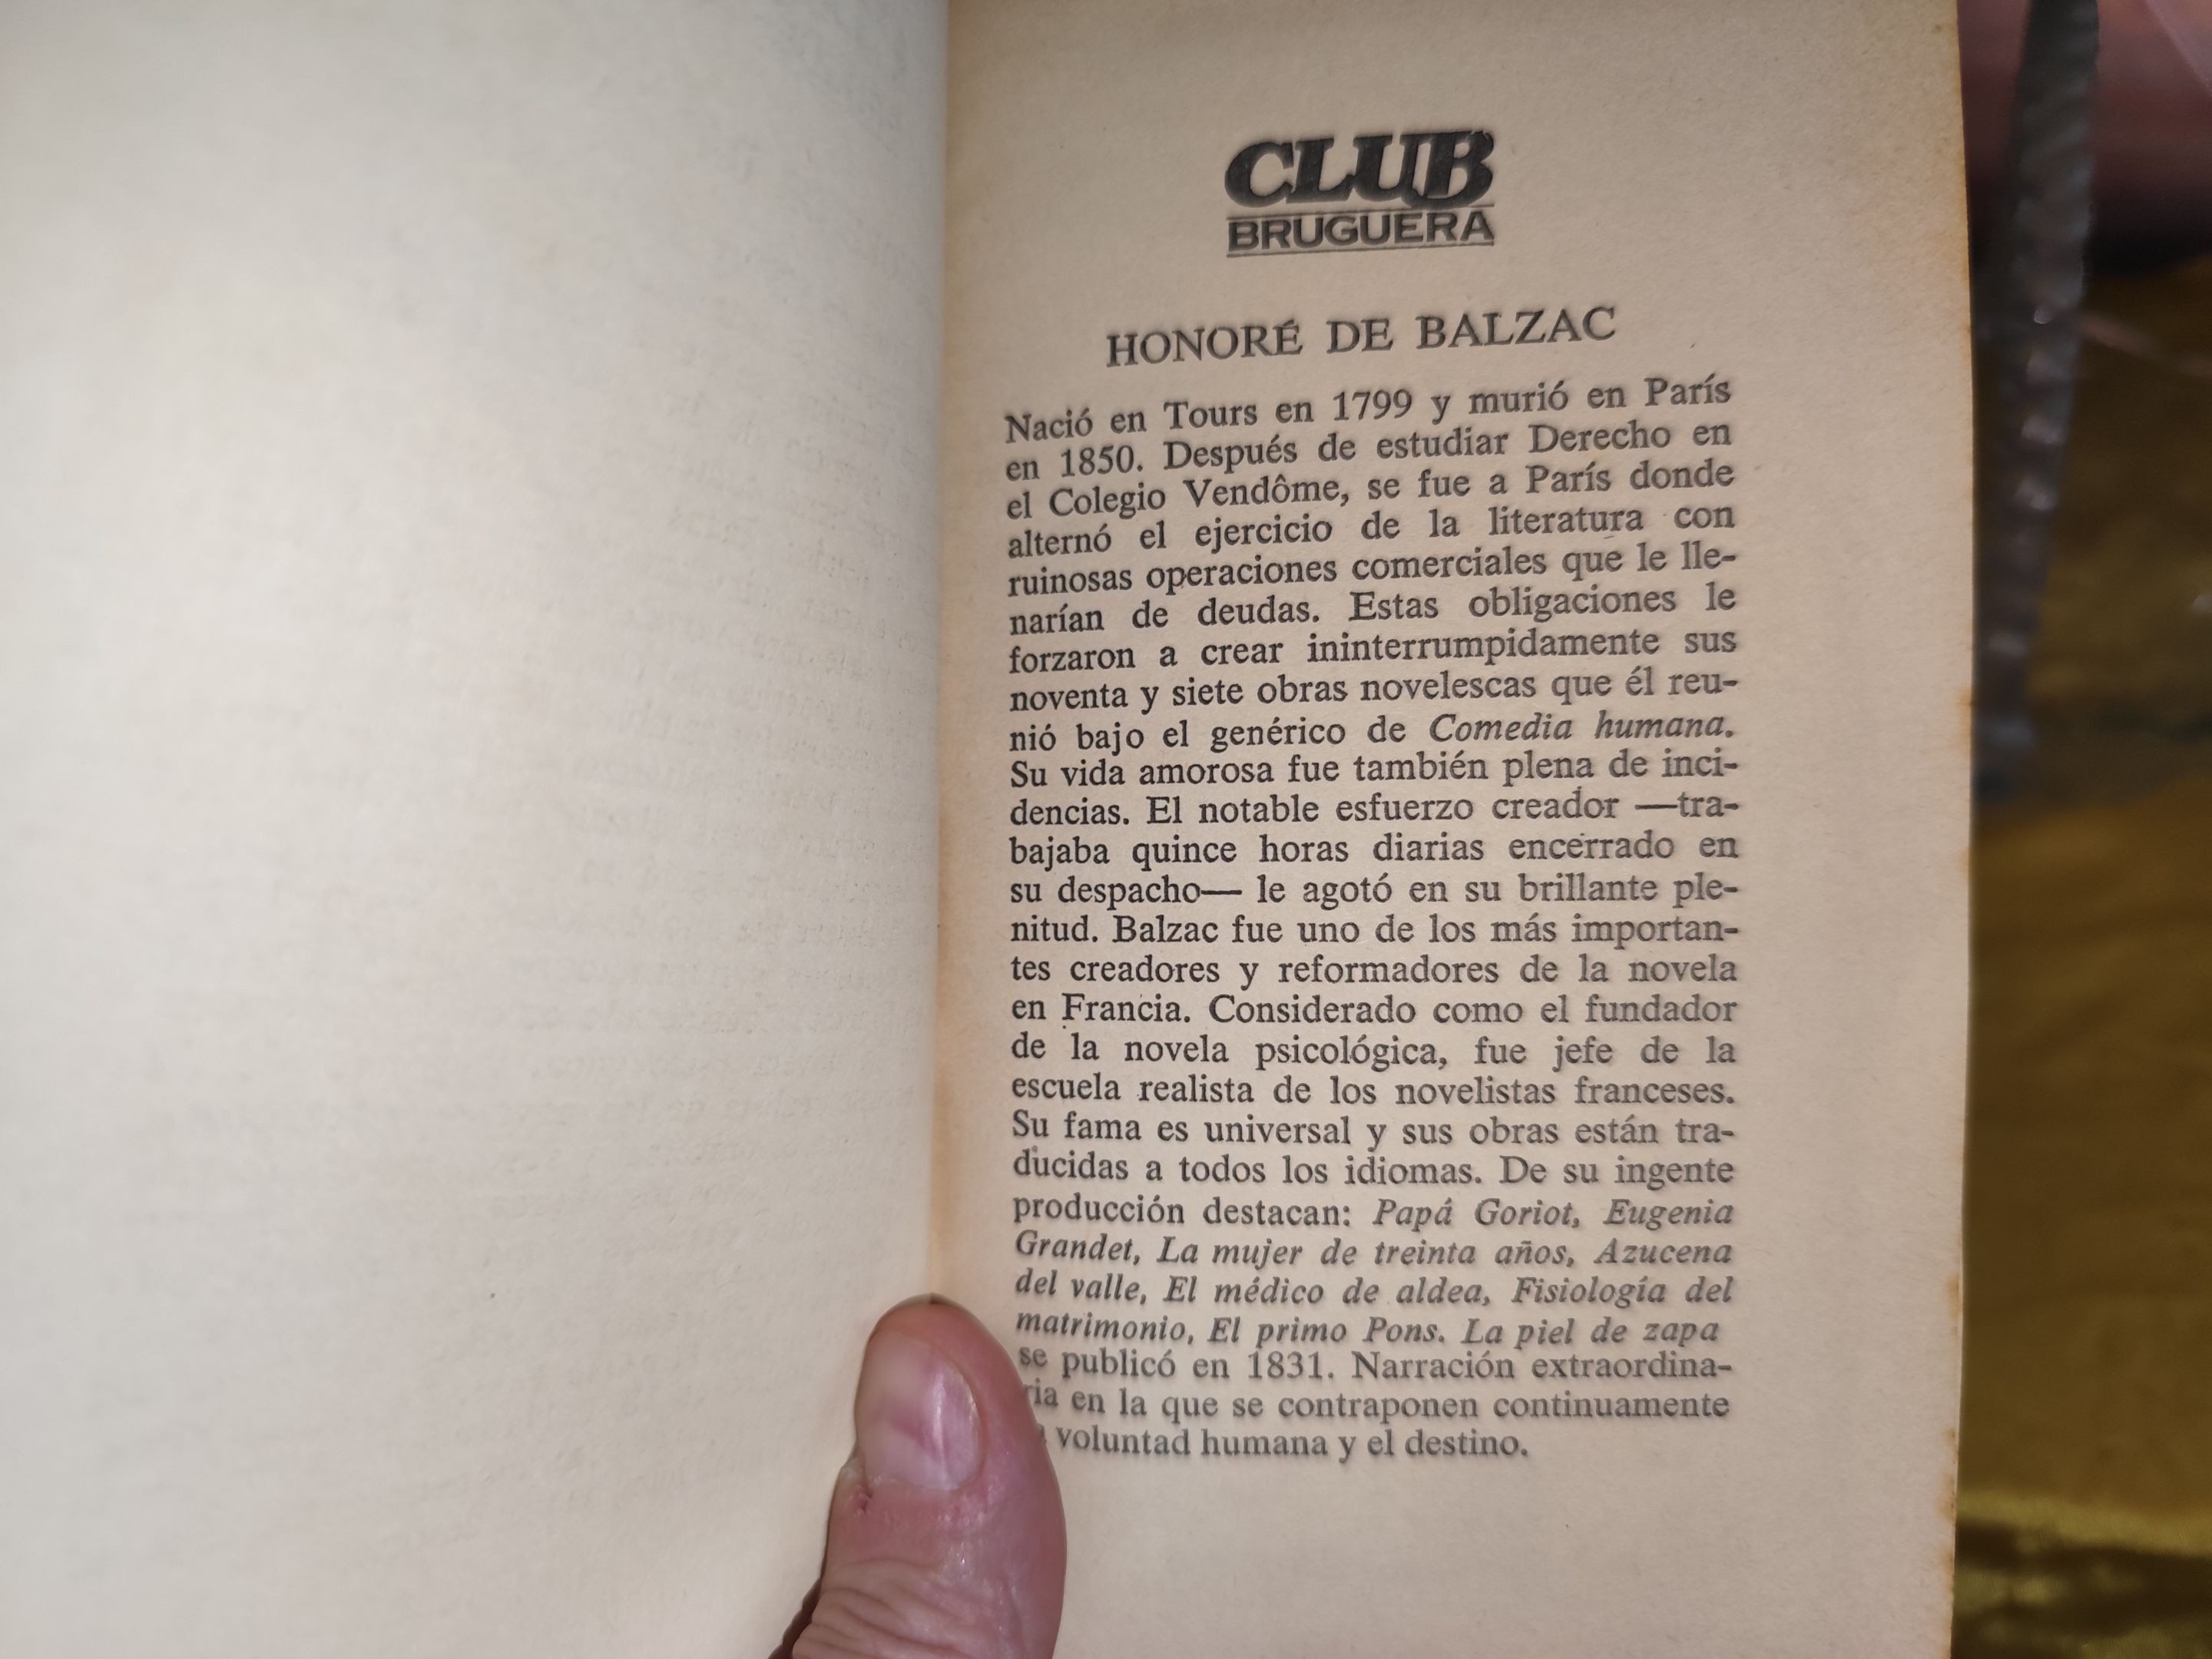 CLUB
BRUGUERA
HONORÉ DE BALZAC
Nació en Tours en 1799 y murió en París
en 1850. Después de estudiar Derecho en
el Colegio Vendôme, se fue a París donde
alternó el ejercicio de la literatura con
ruinosas operaciones comerciales que le lle-
narían de deudas. Estas obligaciones le
forzaron a crear ininterrumpidamente sus
noventa y siete obras novelescas que él reu-
nió bajo el genérico de Comedia humana.
Su vida amorosa fue también plena de inci-
dencias. El notable esfuerzo creador —tra-
bajaba quince horas diarias encerrado en
su despacho— le agotó en su brillante ple-
nitud. Balzac fue uno de los más importan-
tes creadores y reformadores de la novela
en Francia. Considerado como el fundador
de la novela psicológica, fue jefe de la
escuela realista de los novelistas franceses.
Su fama es universal y sus obras están tra-
ducidas a todos los idiomas. De su ingente
producción destacan: Papá Goriot, Eugenia
Grandet, La mujer de treinta años, Azucena
del valle, El médico de aldea, Fisiología del
matrimonio, El primo Pons. La piel de zapa
se publicó en 1831. Narración extraordina-
ria en la que se contraponen continuamente
voluntad humana y el destino.